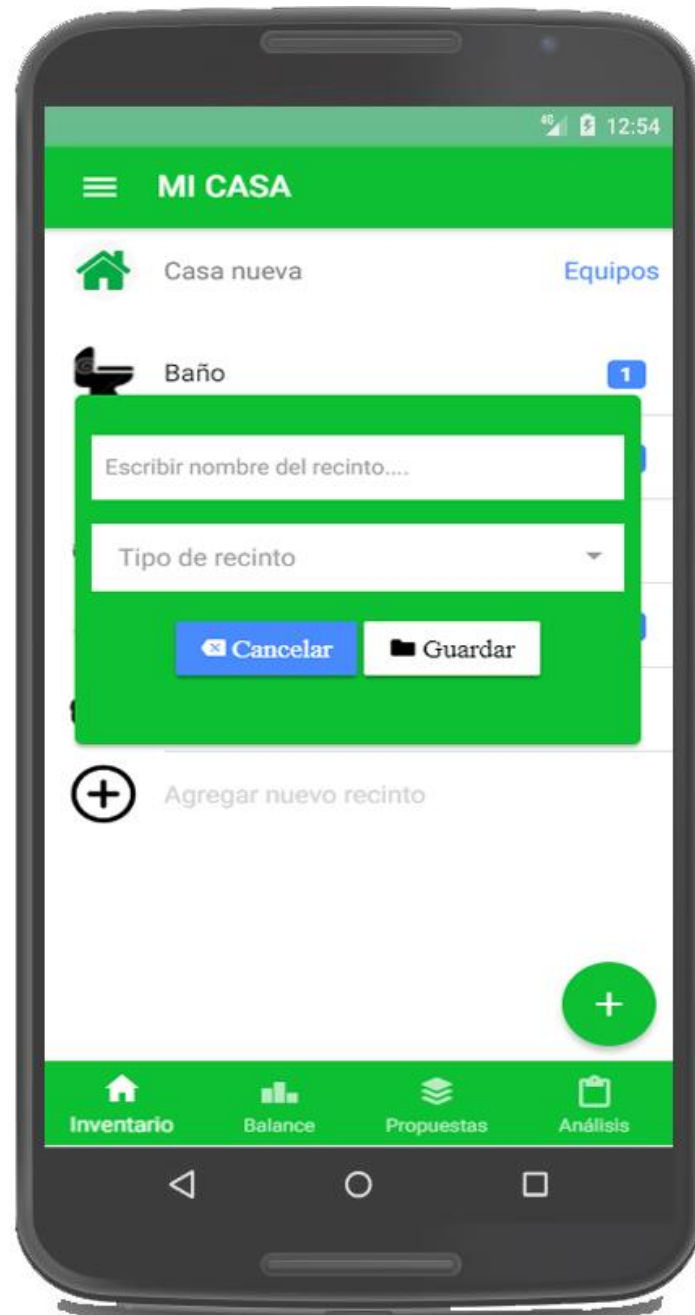 4G 12:54
MI CASA
Casa nueva Equipos
Baño 1
Escribir nombre del recinto....
Tipo de recinto
Cancelar Guardar
Agregar nuevo recinto
Inventario Balance Propuestas Análisis